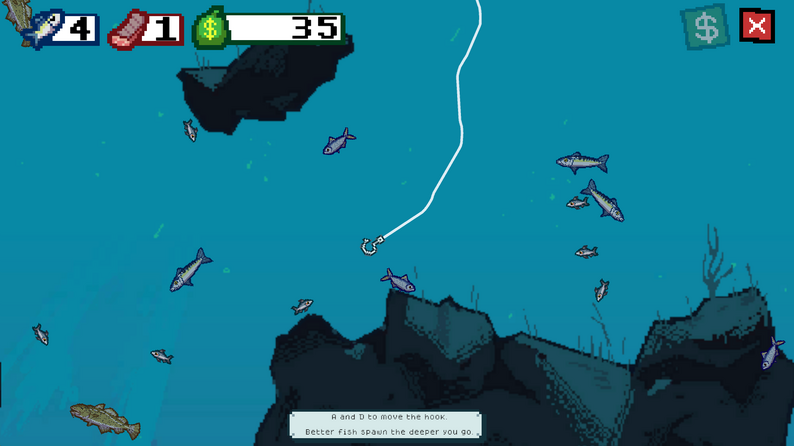 4 1 $ 35 $
A and D to move the hook.
Better fish spawn the deeper you go.